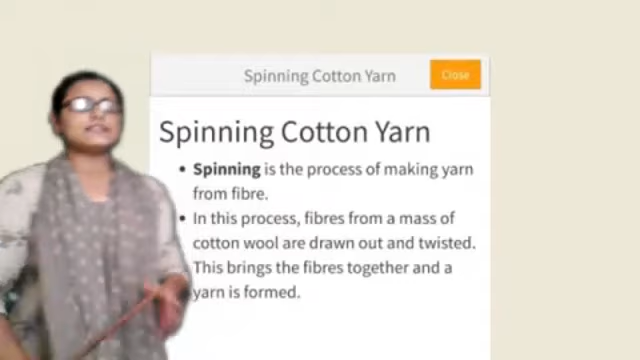 Spinning Cotton Yarn
Close
Spinning Cotton Yarn
• Spinning is the process of making yarn
from fibre.
• In this process, fibres from a mass of
cotton wool are drawn out and twisted.
This brings the fibres together and a
yarn is formed.